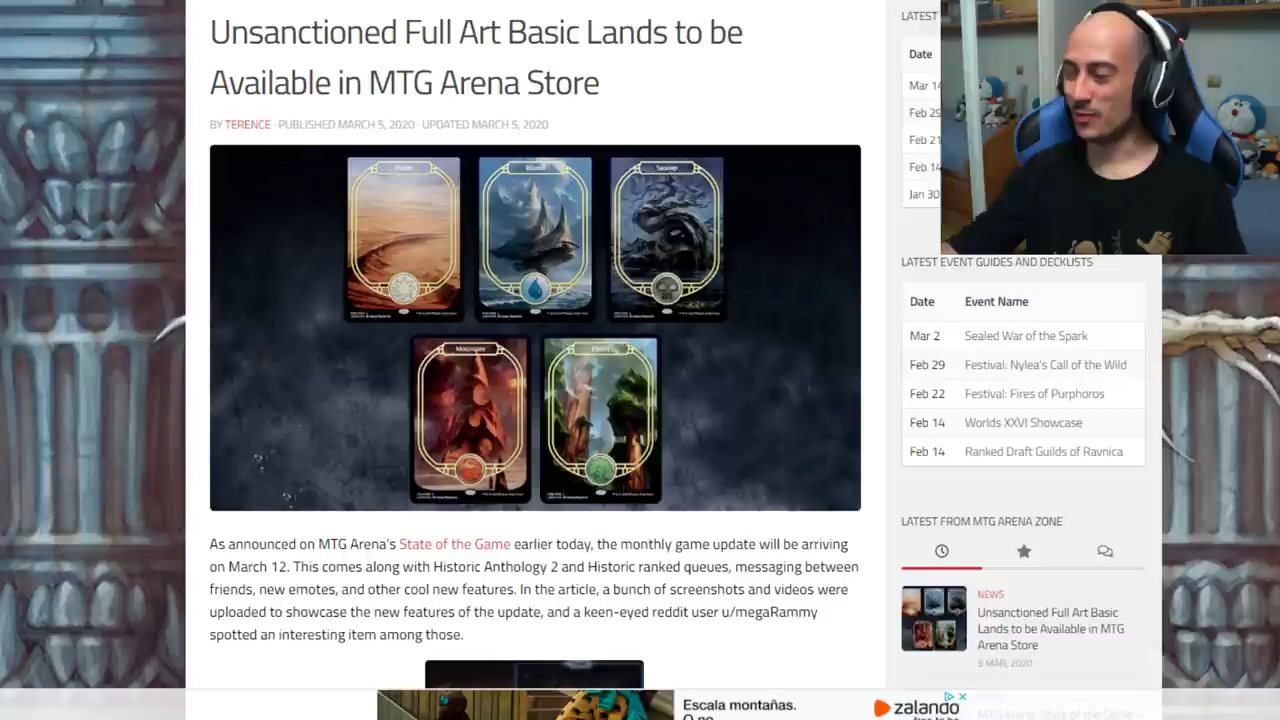 Unsanctioned Full Art Basic Lands to be
Available in MTG Arena Store
BY TERENCE · PUBLISHED MARCH 5, 2020 · UPDATED MARCH 5, 2020
Island
Swamp
Mountain
Forest
As announced on MTG Arena's State of the Game earlier today, the monthly game update will be arriving
on March 12. This comes along with Historic Anthology 2 and Historic ranked queues, messaging between
friends, new emotes, and other cool new features. In the article, a bunch of screenshots and videos were
uploaded to showcase the new features of the update, and a keen-eyed reddit user u/megaRammy
spotted an interesting item among those.
LATEST
Date
Mar 14
Feb 29
Feb 21
Feb 14
Jan 30
LATEST EVENT GUIDES AND DECKLISTS
Date Event Name
Mar 2 Sealed War of the Spark
Feb 29 Festival: Nylea's Call of the Wild
Feb 22 Festival: Fires of Purphoros
Feb 14 Worlds XXVI Showcase
Feb 14 Ranked Draft Guilds of Ravnica
LATEST FROM MTG ARENA ZONE
NEWS
Unsanctioned Full Art Basic
Lands to be Available in MTG
Arena Store
5 MAR, 2020
Escala montañas.
zalando